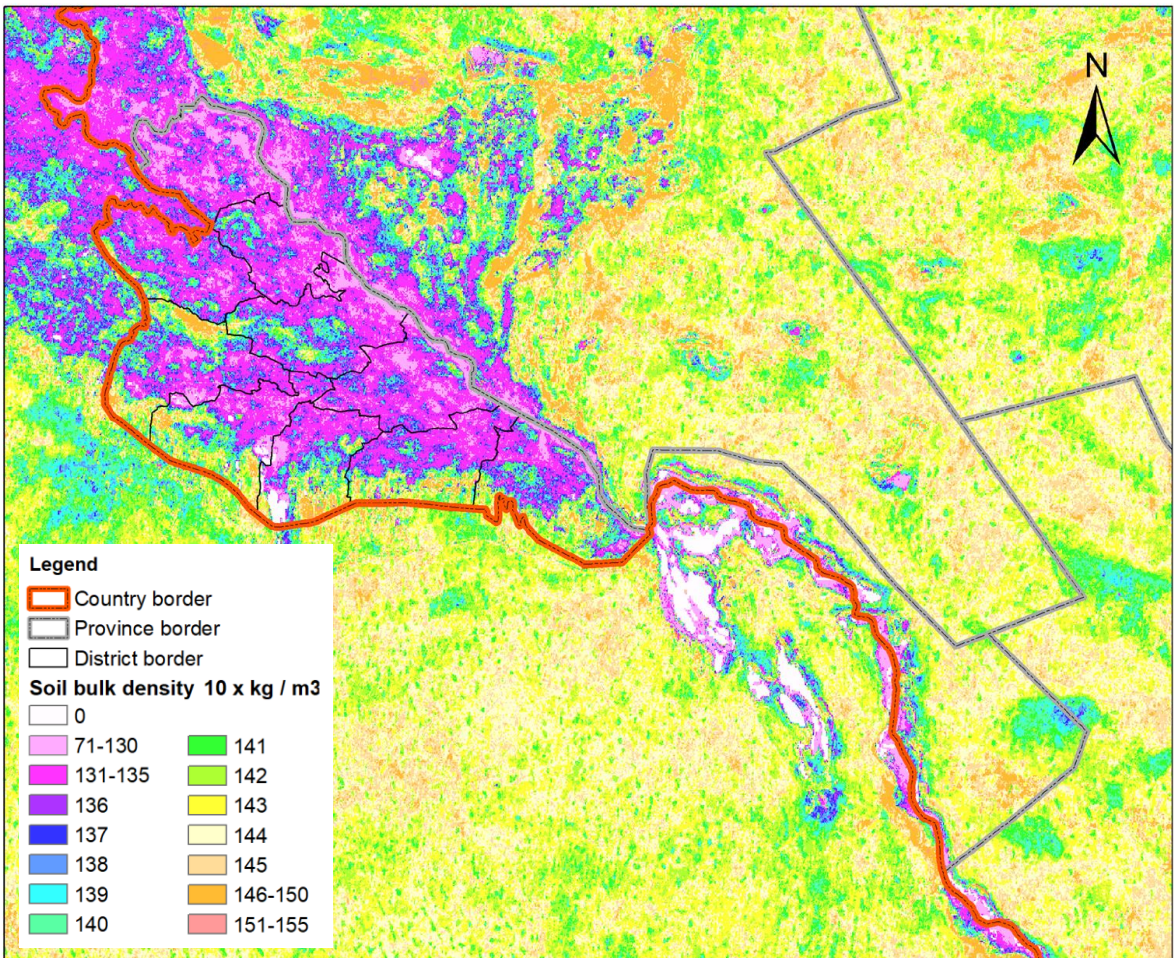 N
Legend
Country border
Province border
District border
Soil bulk density 10 x kg / m3
0
71-130
131-135
136
137
138
139
140
141
142
143
144
145
146-150
151-155